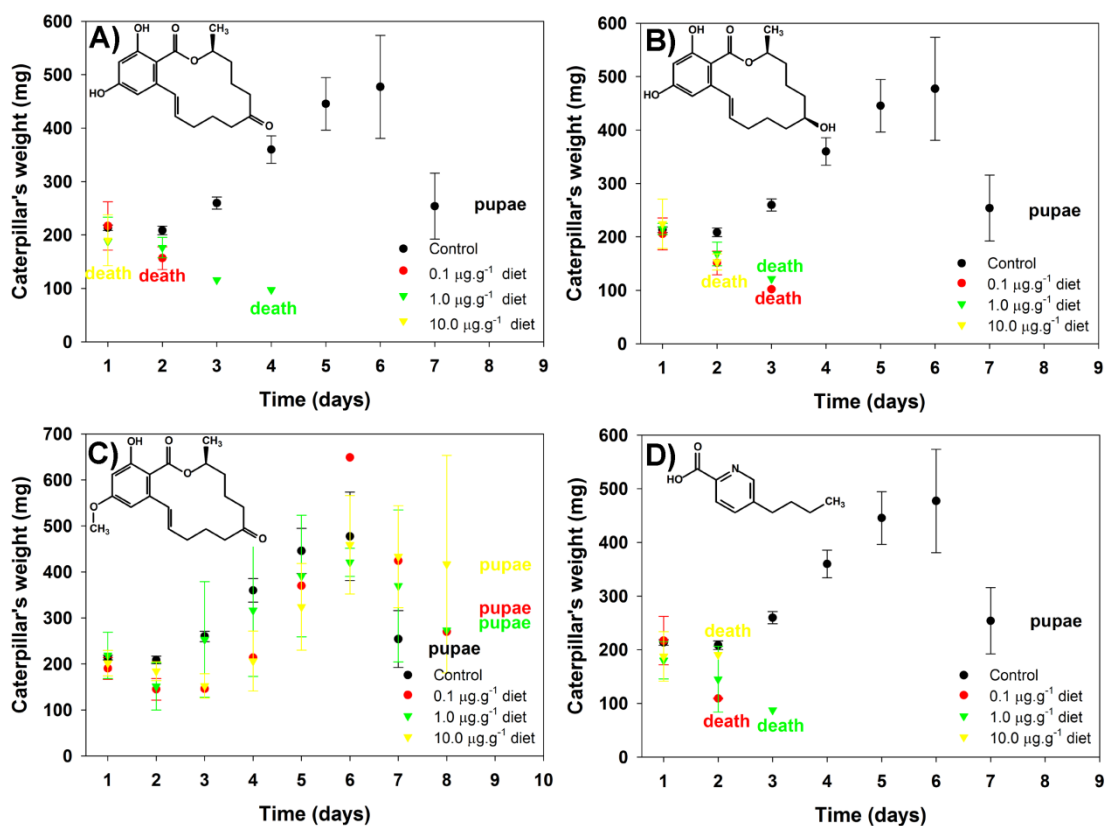 A)
OH
O
CH3
O
HO
O
600
500
400
300
200
100
0
Caterpillar's weight (mg)
death
death
death
pupae
Control
0.1 µg.g-1 diet
1.0 µg.g-1 diet
10.0 µg.g-1 diet
1 2 3 4 5 6 7 8 9
Time (days)
B)
OH
O
CH3
O
HO
OH
600
500
400
300
200
100
0
Caterpillar's weight (mg)
death
death
death
pupae
Control
0.1 µg.g-1 diet
1.0 µg.g-1 diet
10.0 µg.g-1 diet
1 2 3 4 5 6 7 8 9
Time (days)
C)
OH
O
CH3
O
O
CH3
O
700
600
500
400
300
200
100
0
Caterpillar's weight (mg)
pupae
pupae
pupae
pupae
Control
0.1 µg.g-1 diet
1.0 µg.g-1 diet
10.0 µg.g-1 diet
1 2 3 4 5 6 7 8 9 10
Time (days)
D)
O
HO
N
CH3
600
500
400
300
200
100
0
Caterpillar's weight (mg)
death
death
death
pupae
Control
0.1 µg.g-1 diet
1.0 µg.g-1 diet
10.0 µg.g-1 diet
1 2 3 4 5 6 7 8 9
Time (days)